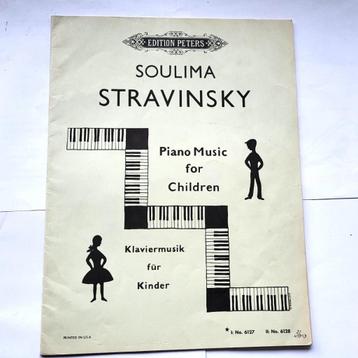 EDITION PETERS
SOULIMA
STRAVINSKY
Piano Music
for
Children
Klaviermusik
für
Kinder
* I: No. 6127 II: No. 6128
PRINTED IN U.S.A